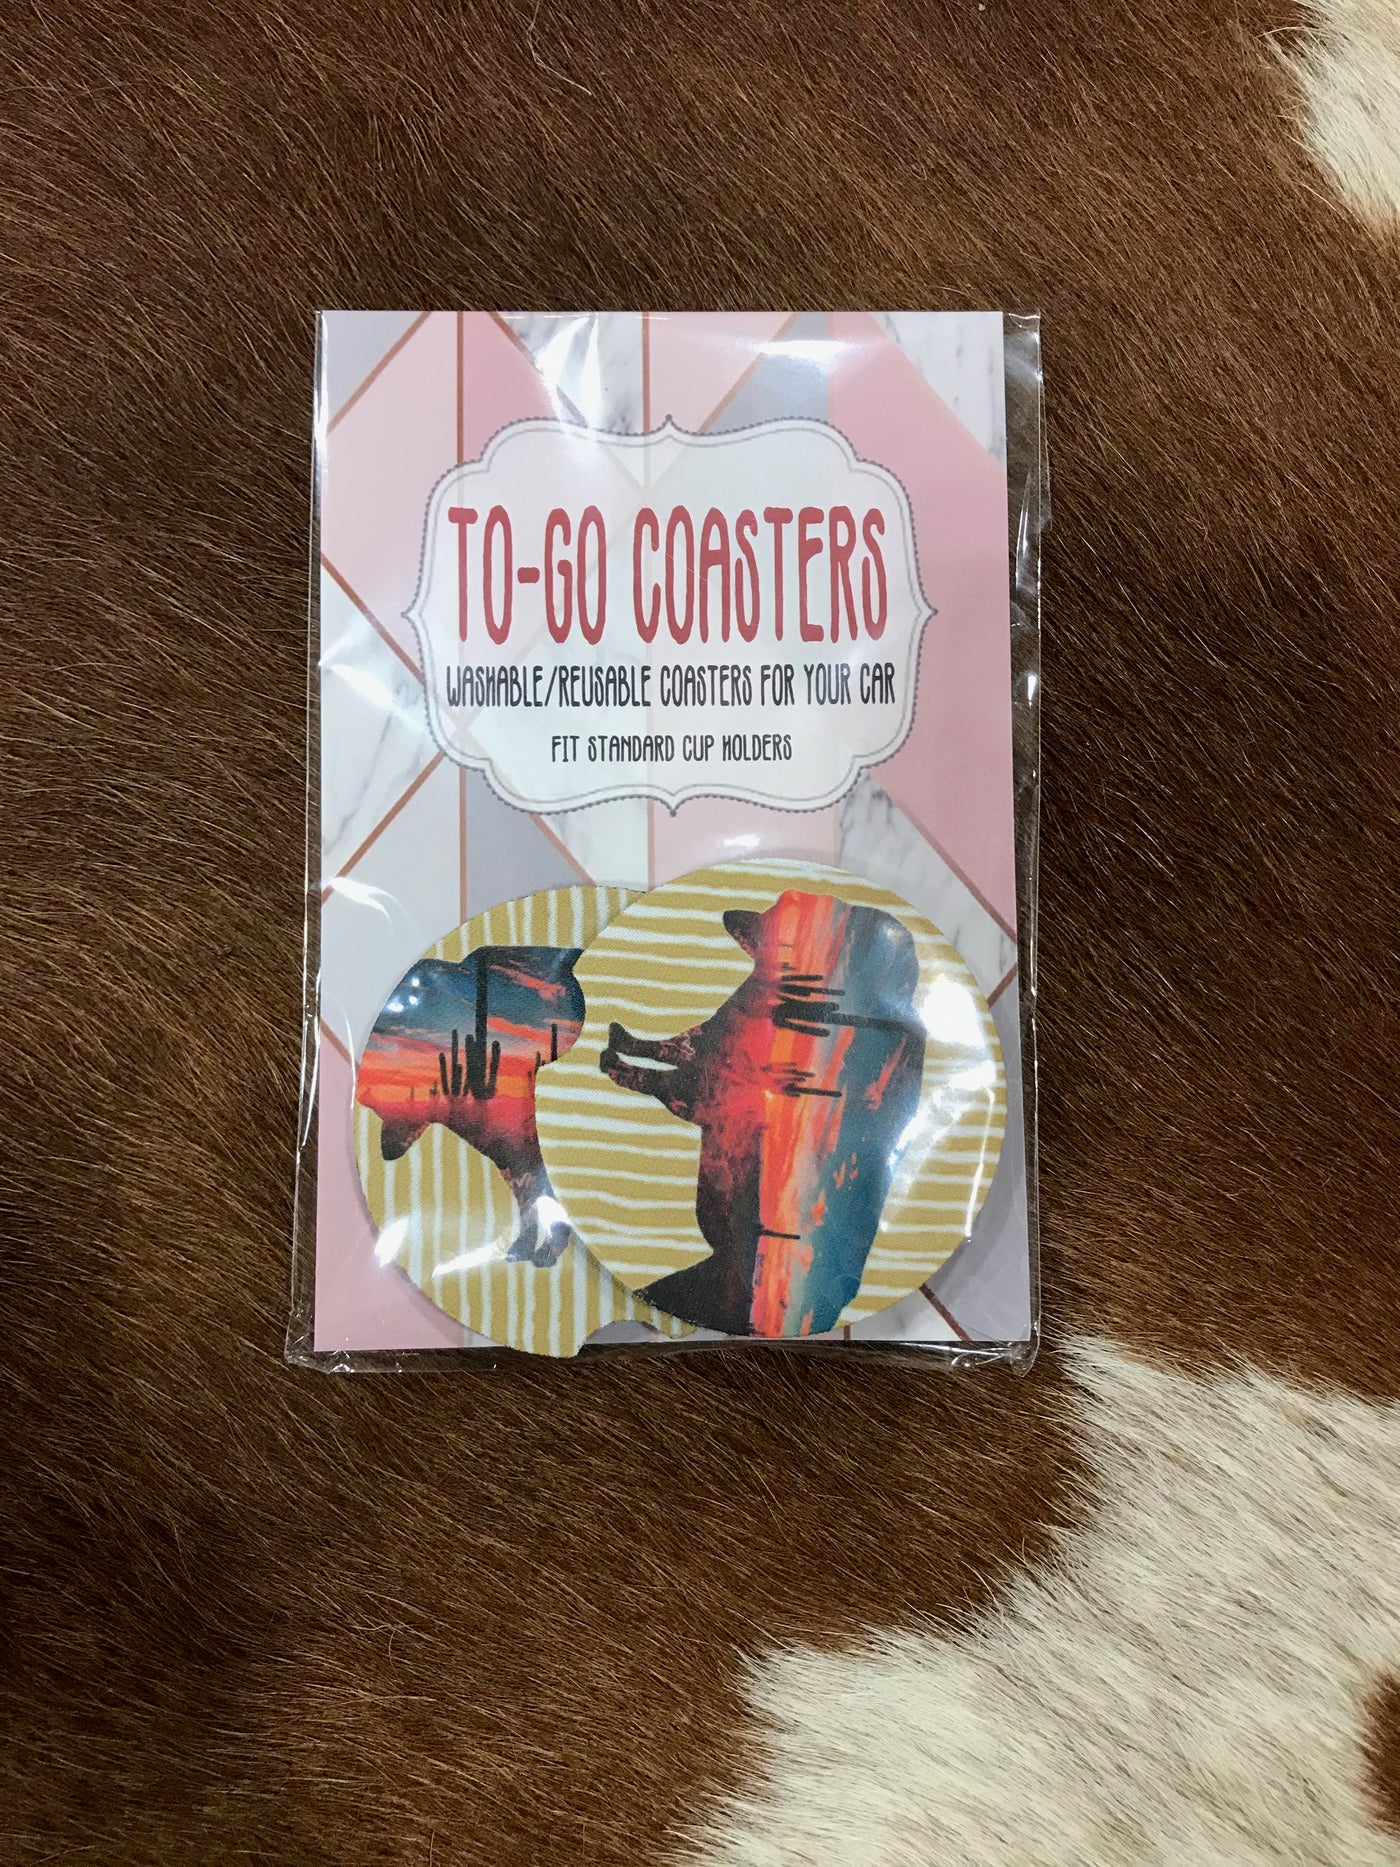 TO-GO COASTERS
WASHABLE/REUSABLE COASTERS FOR YOUR CAR
FIT STANDARD CUP HOLDERS